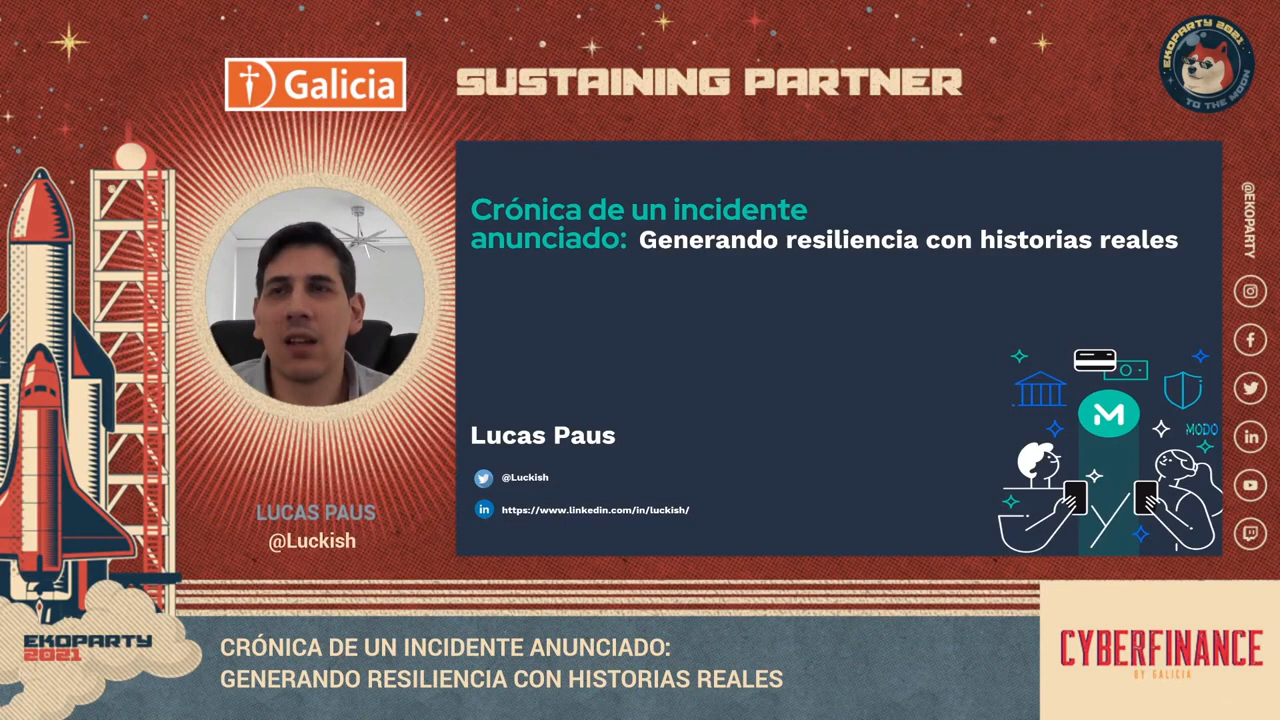 Galicia
SUSTAINING PARTNER
EKOPARTY 2021
TO THE MOON
@EKOPARTY
Crónica de un incidente
anunciado: Generando resiliencia con historias reales
MODO
Lucas Paus
@Luckish
https://www.linkedin.com/in/luckish/
LUCAS PAUS
@Luckish
EKOPARTY
2021
CRÓNICA DE UN INCIDENTE ANUNCIADO:
GENERANDO RESILIENCIA CON HISTORIAS REALES
CYBERFINANCE
BY GALICIA